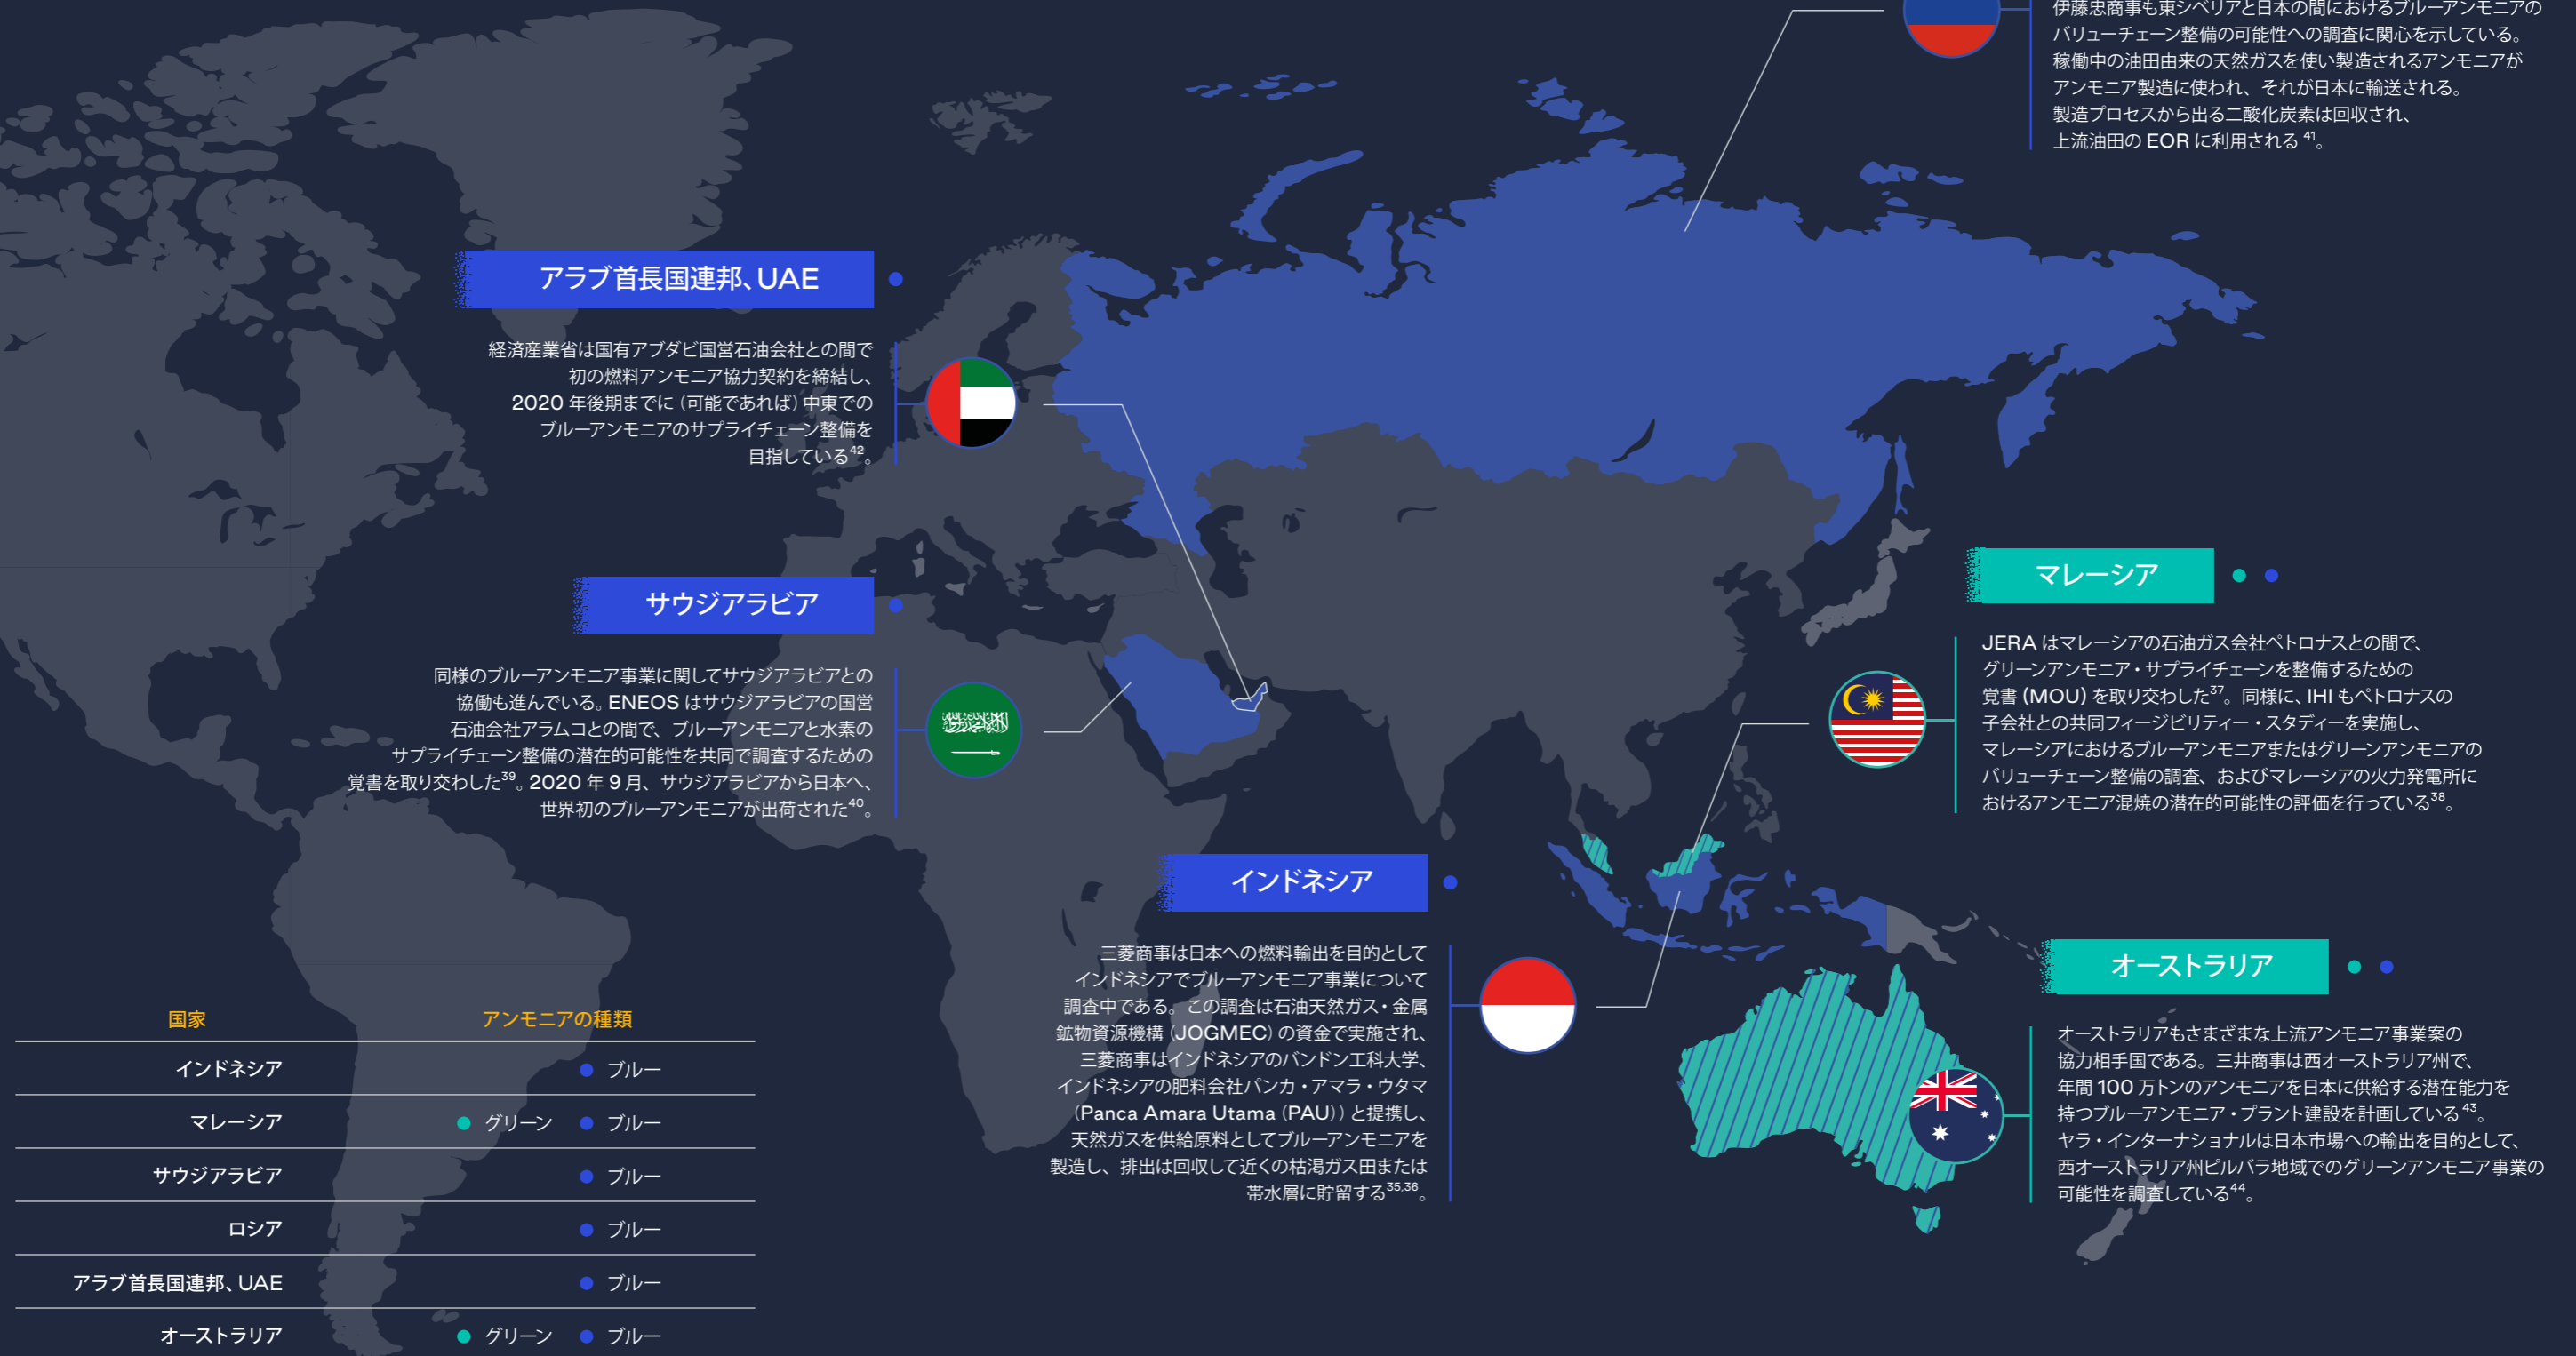 伊藤忠商事も東シベリアと日本の間におけるブルーアンモニアの
バリューチェーン整備の可能性への調査に関心を示している。
稼働中の油田由来の天然ガスを使い製造されるアンモニアが
アンモニア製造に使われ、それが日本に輸送される。
製造プロセスから出る二酸化炭素は回収され、
上流油田の EOR に利用される 41。
アラブ首長国連邦、UAE
経済産業省は国有アブダビ国営石油会社との間で
初の燃料アンモニア協力契約を締結し、
2020 年後期までに（可能であれば）中東での
ブルーアンモニアのサプライチェーン整備を
目指している42。
サウジアラビア
同様のブルーアンモニア事業に関してサウジアラビアとの
協働も進んでいる。ENEOS はサウジアラビアの国営
石油会社アラムコとの間で、ブルーアンモニアと水素の
サプライチェーン整備の潜在的可能性を共同で調査するための
覚書を取り交わした39。2020 年 9 月、サウジアラビアから日本へ、
世界初のブルーアンモニアが出荷された40。
マレーシア
JERA はマレーシアの石油ガス会社ペトロナスとの間で、
グリーンアンモニア・サプライチェーンを整備するための
覚書 (MOU) を取り交わした37。同様に、IHI もペトロナスの
子会社との共同フィージビリティー・スタディーを実施し、
マレーシアにおけるブルーアンモニアまたはグリーンアンモニアの
バリューチェーン整備の調査、およびマレーシアの火力発電所に
おけるアンモニア混焼の潜在的可能性の評価を行っている38。
インドネシア
三菱商事は日本への燃料輸出を目的として
インドネシアでブルーアンモニア事業について
調査中である。この調査は石油天然ガス・金属
鉱物資源機構（JOGMEC）の資金で実施され、
三菱商事はインドネシアのバンドン工科大学、
インドネシアの肥料会社パンカ・アマラ・ウタマ
（Panca Amara Utama（PAU））と提携し、
天然ガスを供給原料としてブルーアンモニアを
製造し、排出は回収して近くの枯渇ガス田または
帯水層に貯留する35,36。
オーストラリア
オーストラリアもさまざまな上流アンモニア事業案の
協力相手国である。三井商事は西オーストラリア州で、
年間 100 万トンのアンモニアを日本に供給する潜在能力を
持つブルーアンモニア・プラント建設を計画している 43。
ヤラ・インターナショナルは日本市場への輸出を目的として、
西オーストラリア州ピルバラ地域でのグリーンアンモニア事業の
可能性を調査している44。
国家 アンモニアの種類
インドネシア ブルー
マレーシア グリーン ブルー
サウジアラビア ブルー
ロシア ブルー
アラブ首長国連邦、UAE ブルー
オーストラリア グリーン ブルー